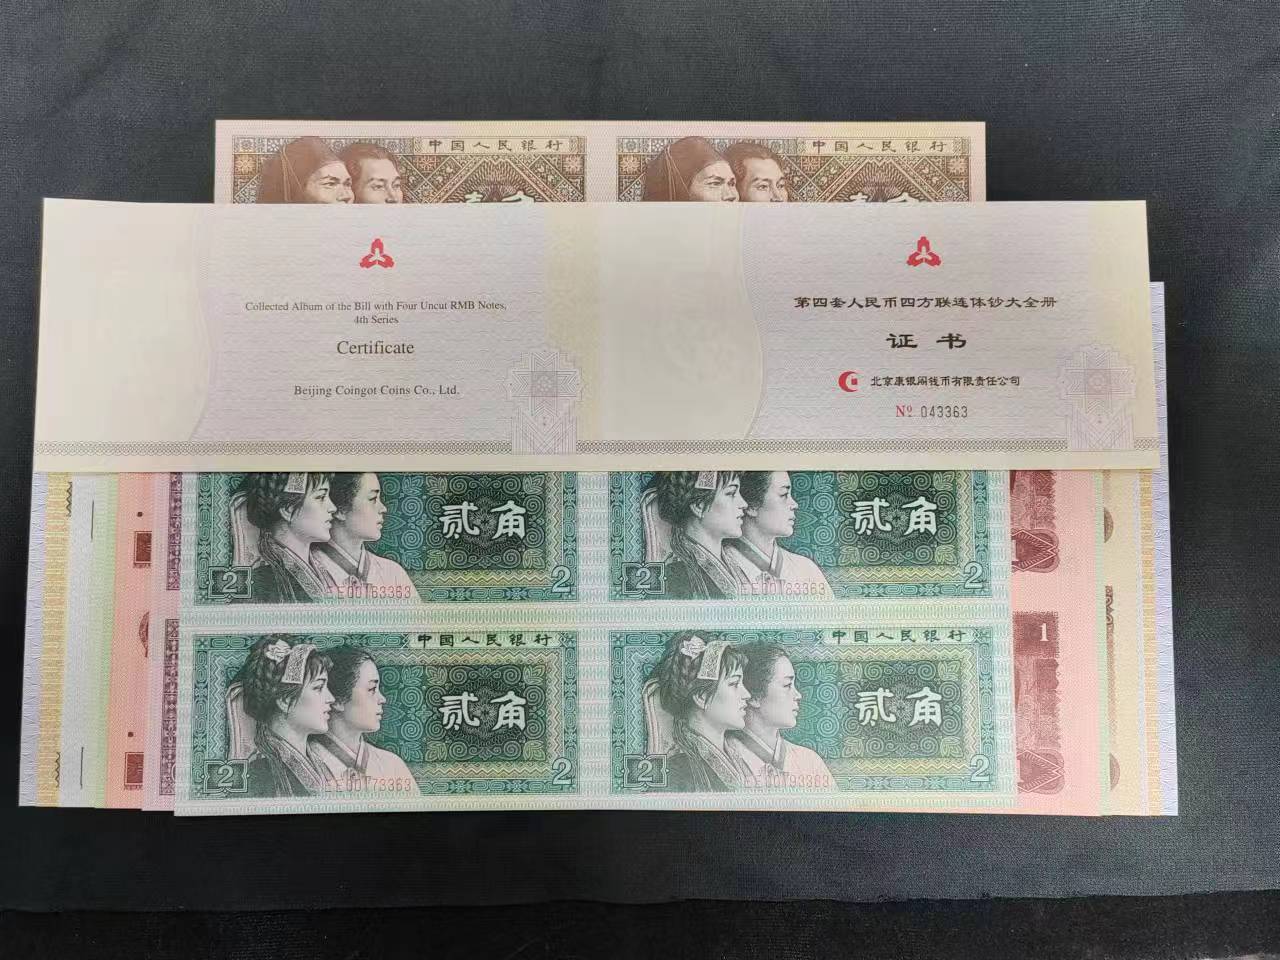 中国人民银行
中国人民银行
Collected Album of the Bill with Four Uncut RMB Notes,
4th Series
Certificate
Beijing Coingot Coins Co., Ltd.
第四套人民币四方联连体钞大全册
证书
北京康银阁钱币有限责任公司
Nº 043363
贰角
2
EE00163363
2
贰角
2
EE00183363
2
中国人民银行
贰角
2
EE00173363
2
中国人民银行
贰角
2
EE00193363
2
1